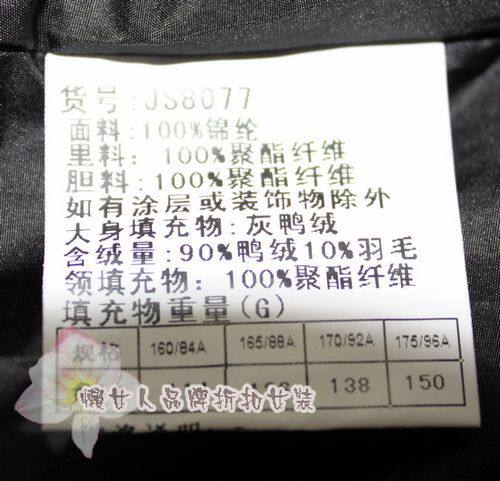 货号:JS8077
面料:100%锦纶
里料: 100%聚酯纤维
胆料:100%聚酯纤维
如有涂层或装饰物除外
大身填充物:灰鸭绒
含绒量:90%鸭绒10%羽毛
领填充物: 100%聚酯纤维
填充物重量(G)
规格 160/84A 165/88A 170/92A 175/96A
138 150
懒女人品牌折扣女装